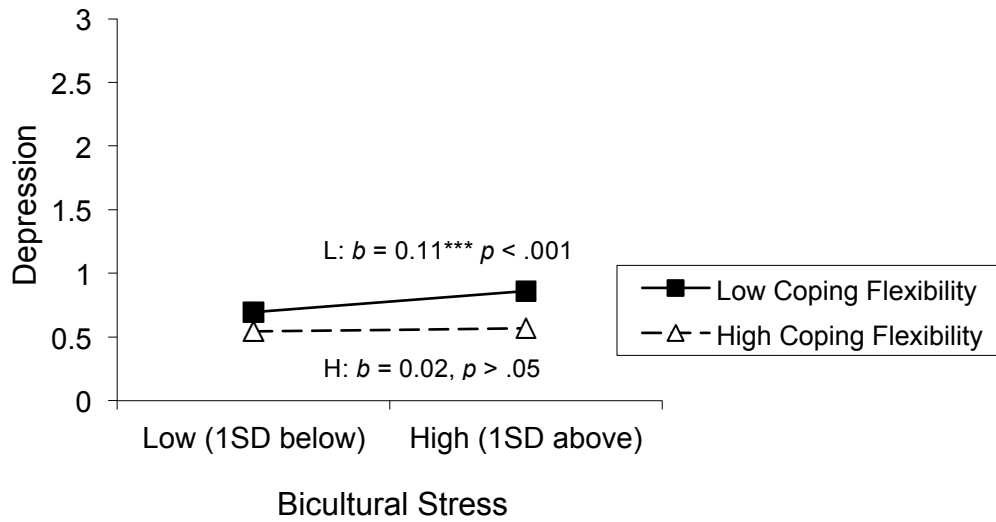 3
2.5
2
1.5
1
0.5
0
Depression
L: b = 0.11*** p < .001
H: b = 0.02, p > .05
Low Coping Flexibility
High Coping Flexibility
Low (1SD below) High (1SD above)
Bicultural Stress